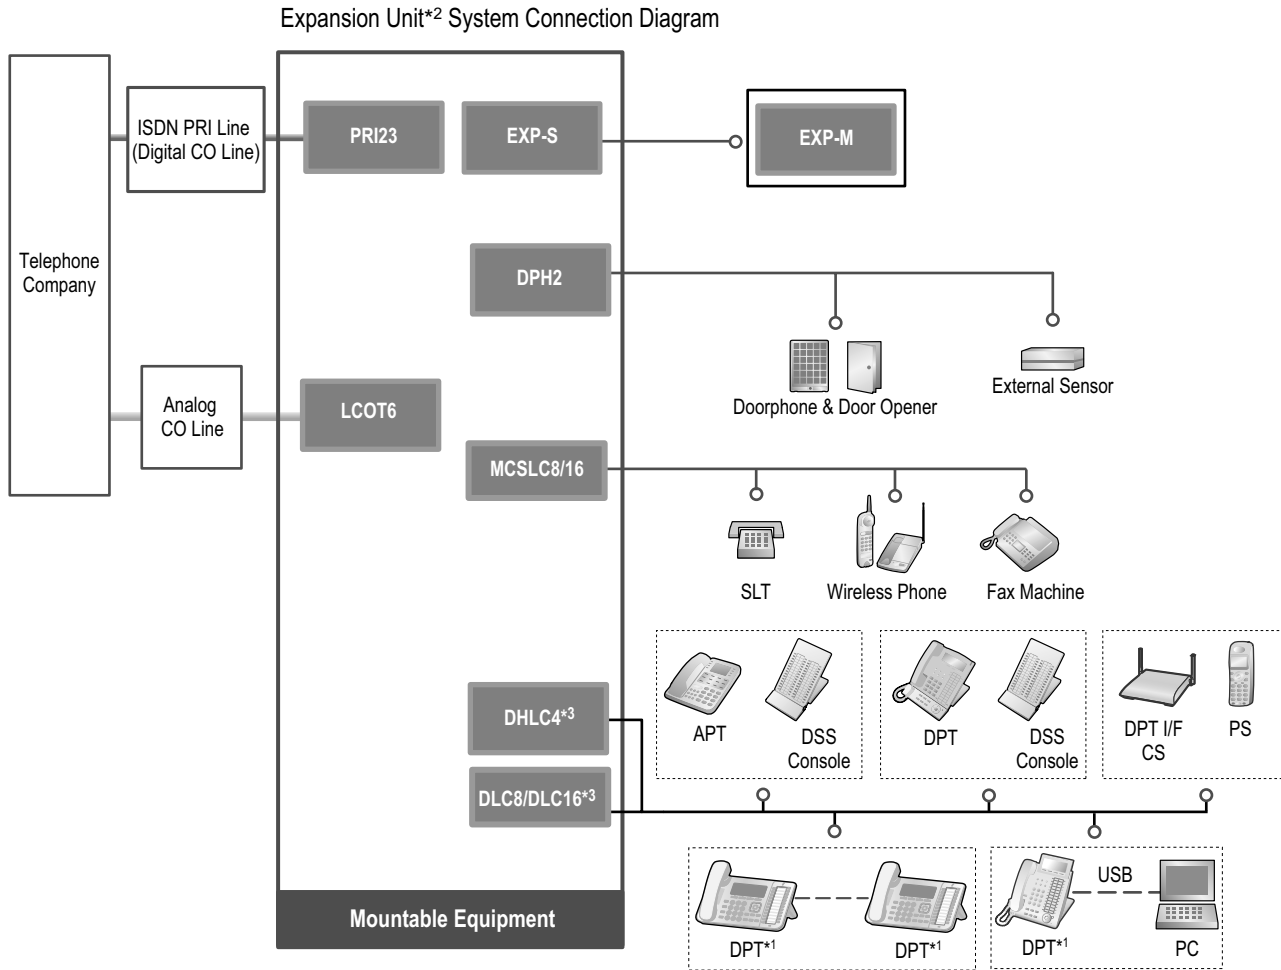 Expansion Unit*2 System Connection Diagram
Telephone
Company
ISDN PRI Line
(Digital CO Line)
PRI23
EXP-S
EXP-M
DPH2
Doorphone & Door Opener
External Sensor
Analog
CO Line
LCOT6
MCSLC8/16
SLT
Wireless Phone
Fax Machine
DHLC4*3
DLC8/DLC16*3
APT
DSS
Console
DPT
DSS
Console
DPT I/F
CS
PS
DPT*1
DPT*1
USB
DPT*1
PC
Mountable Equipment